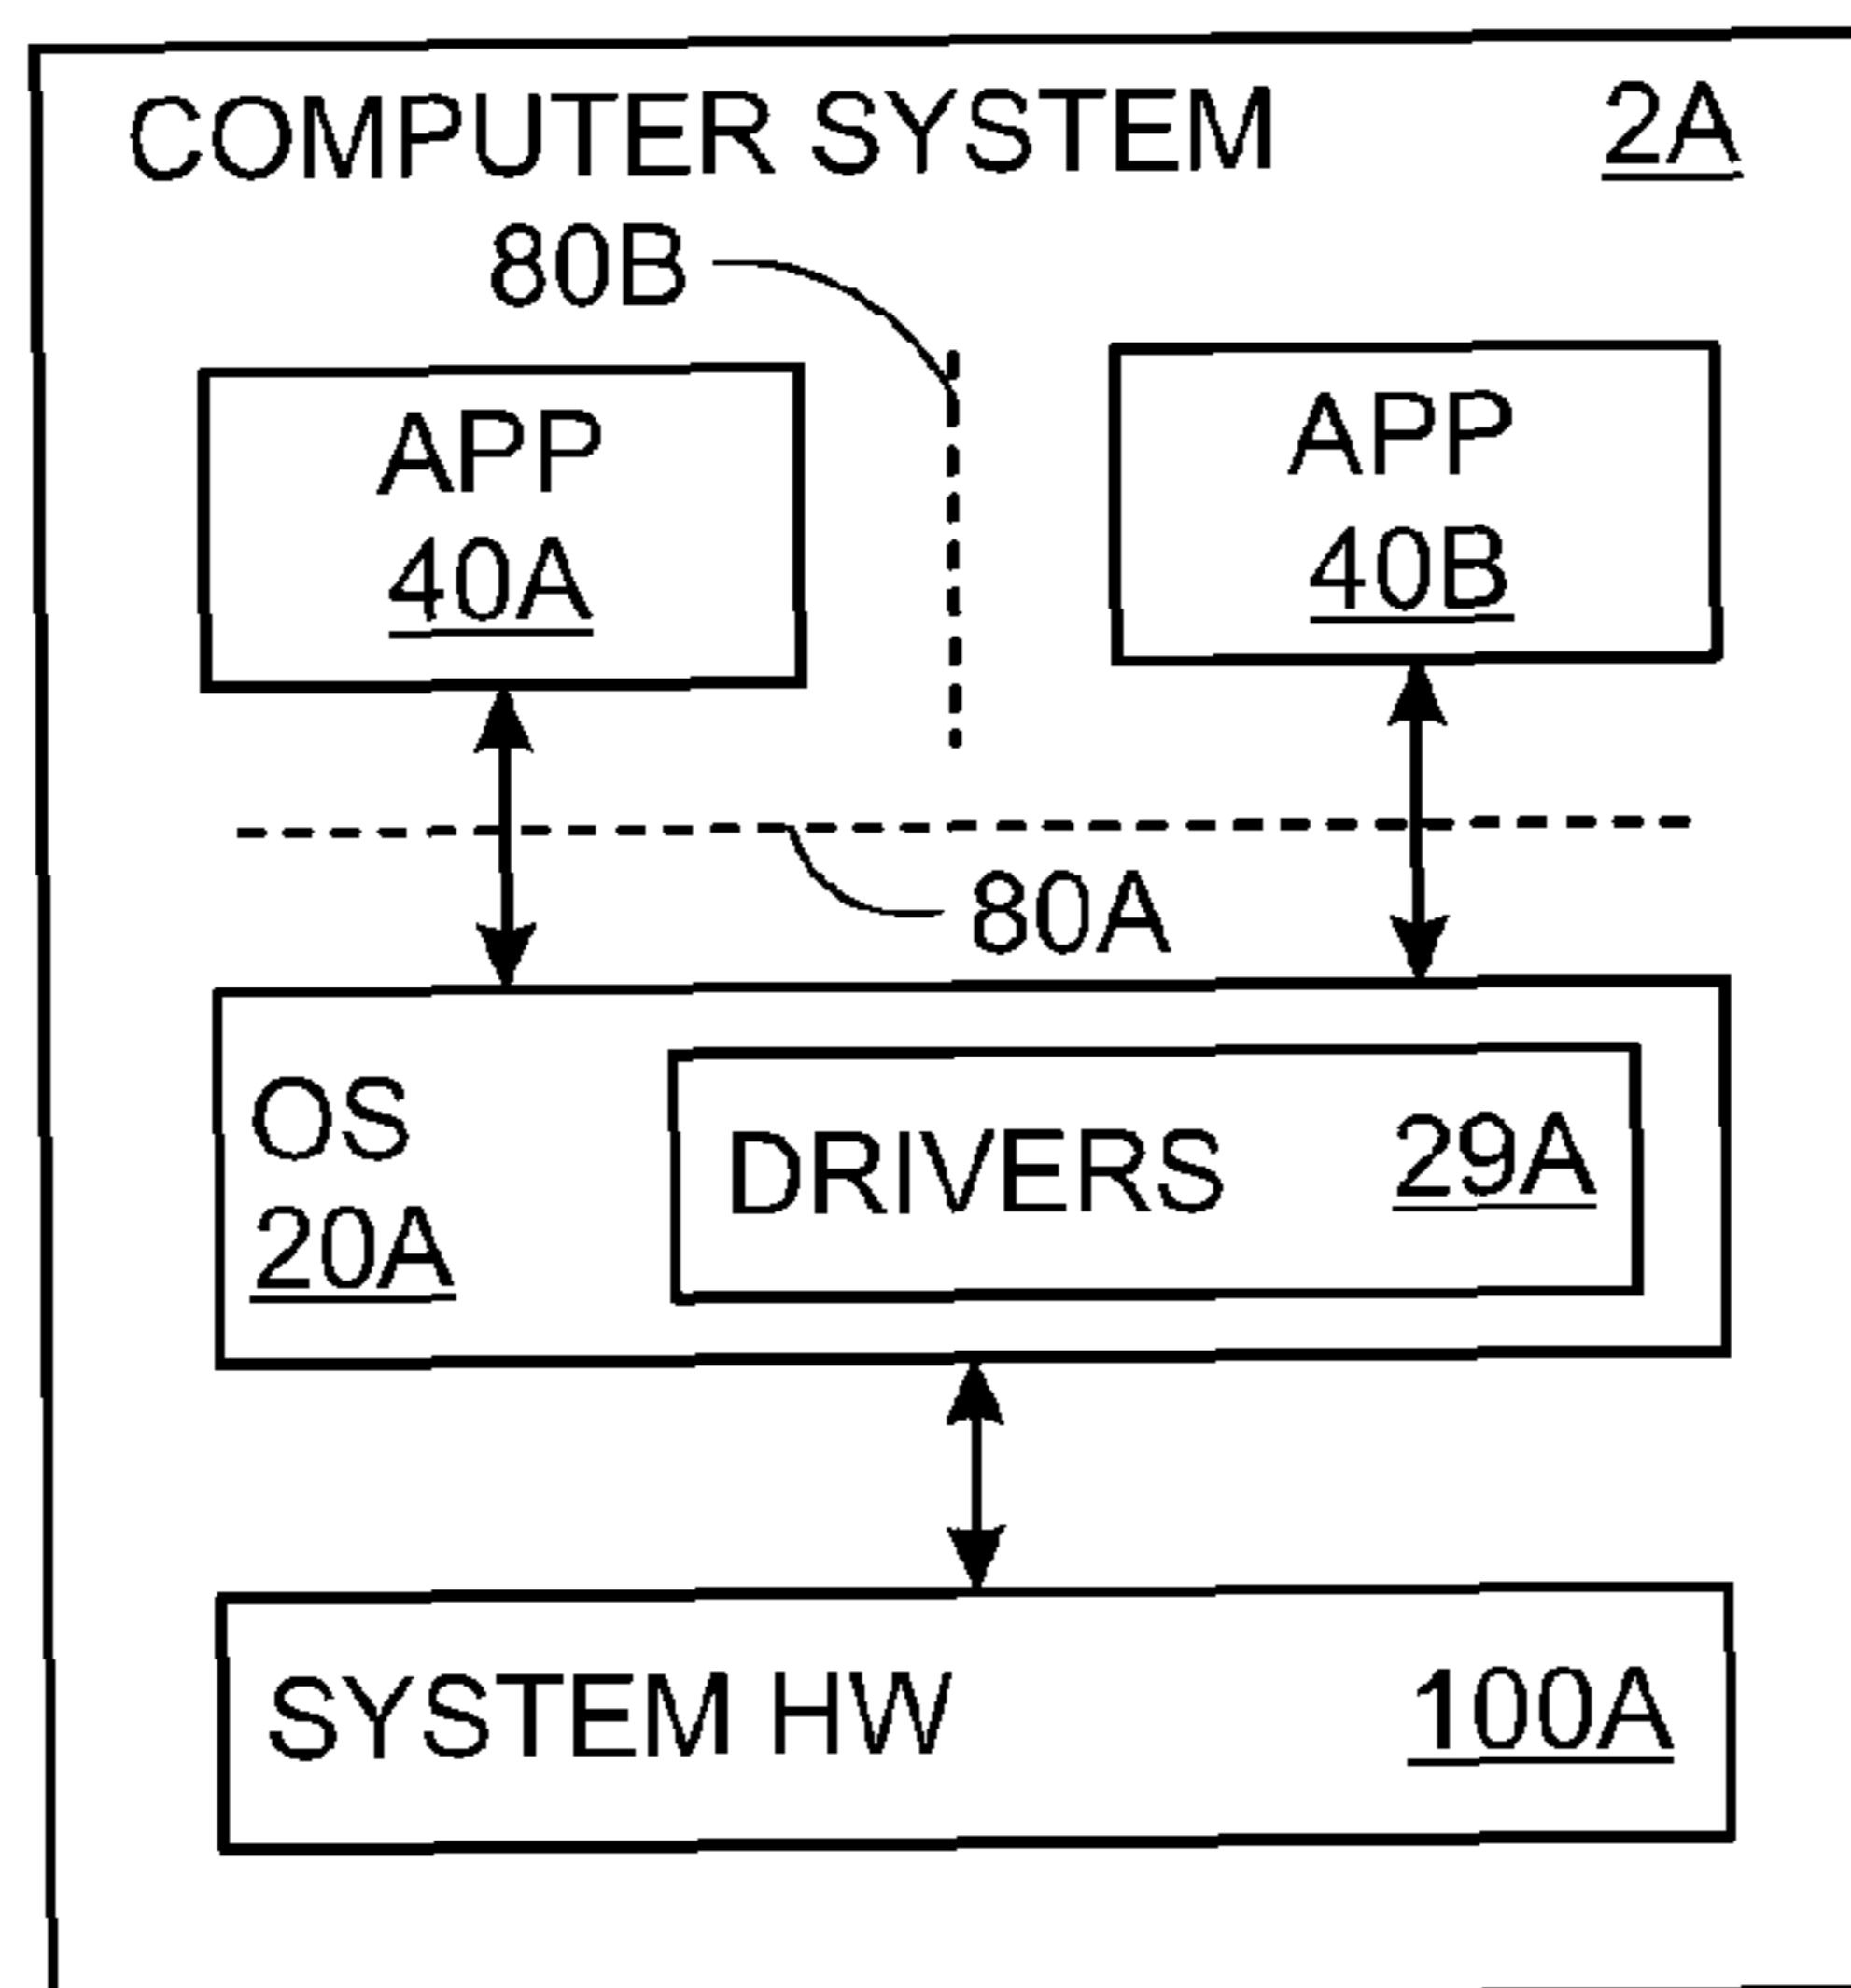 COMPUTER SYSTEM 2A
80B
APP
40A
APP
40B
80A
OS
20A
DRIVERS 29A
SYSTEM HW 100A